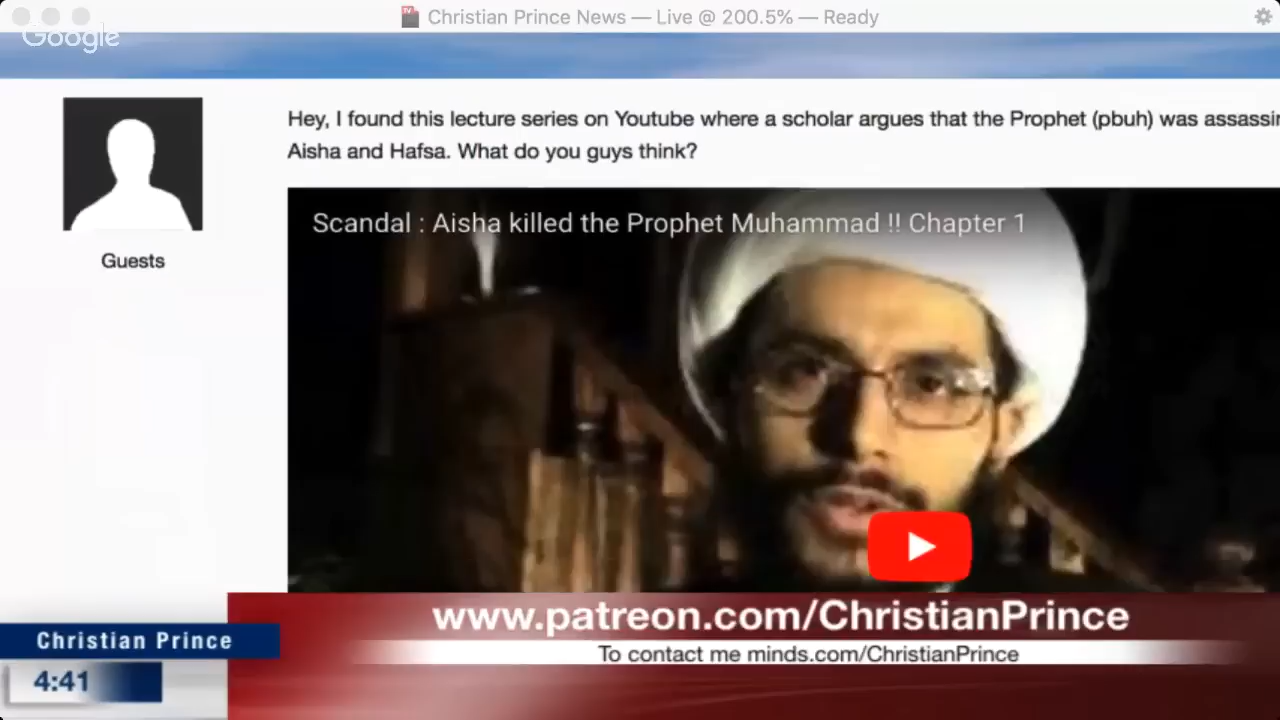 Christian Prince News — Live @ 200.5% — Ready
Google
Hey, I found this lecture series on Youtube where a scholar argues that the Prophet (pbuh) was assassin
Aisha and Hafsa. What do you guys think?
Guests
Scandal : Aisha killed the Prophet Muhammad !! Chapter 1
www.patreon.com/ChristianPrince
Christian Prince
To contact me minds.com/ChristianPrince
4:41